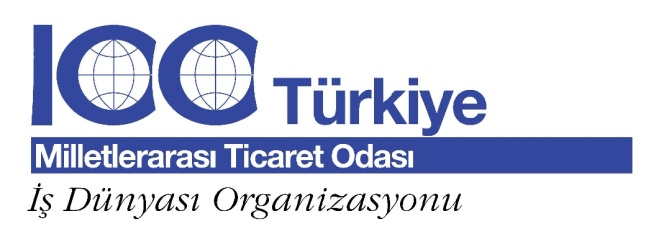 ICC Türkiye
Milletlerarası Ticaret Odası
İş Dünyası Organizasyonu